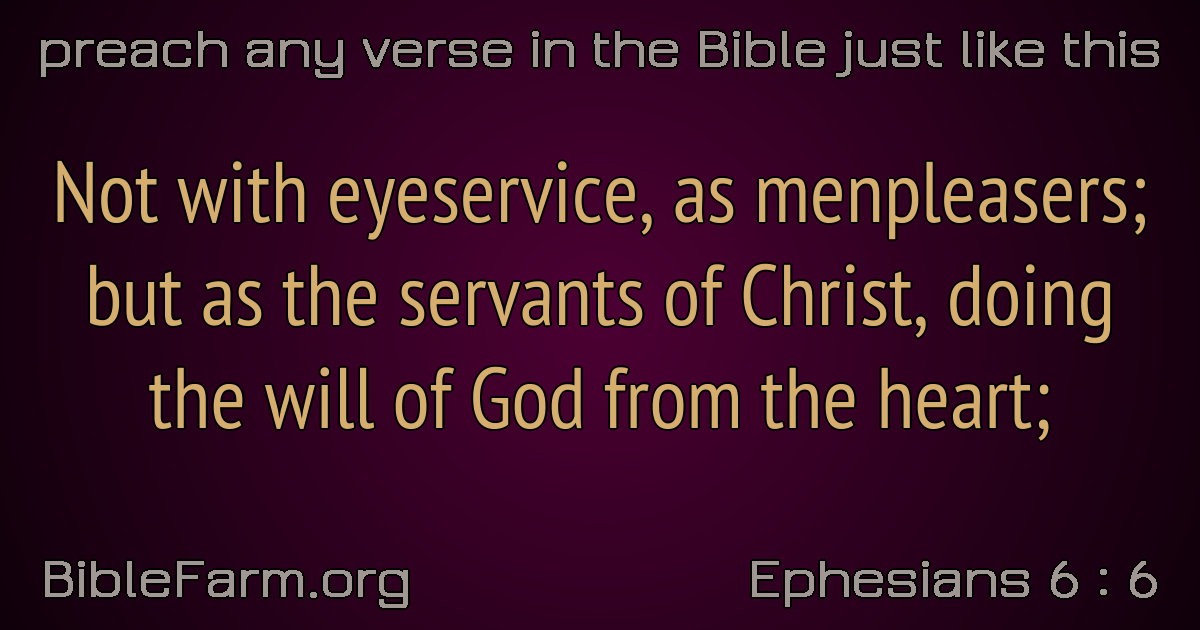 preach any verse in the Bible just like this
Not with eyeservice, as menpleasers;
but as the servants of Christ, doing
the will of God from the heart;
BibleFarm.org
Ephesians 6 : 6